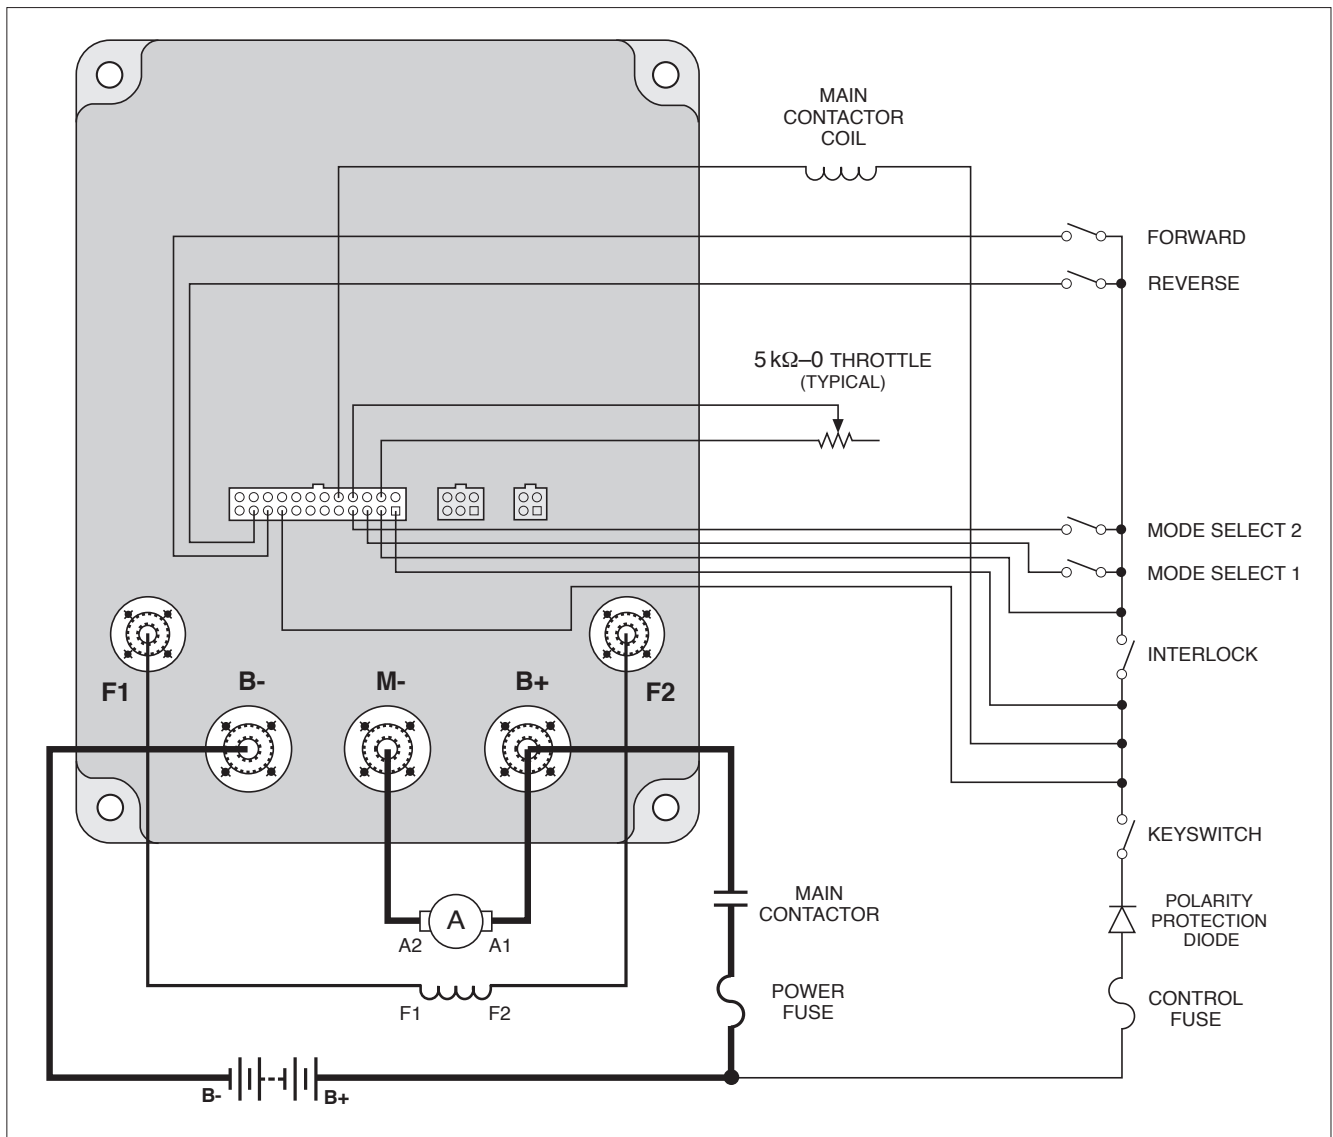 MAIN
CONTACTOR
COIL
FORWARD
REVERSE
5 kΩ–0 THROTTLE
(TYPICAL)
MODE SELECT 2
MODE SELECT 1
INTERLOCK
F1
B-
M-
B+
F2
KEYSWITCH
MAIN
CONTACTOR
POLARITY
PROTECTION
DIODE
A
A2
A1
POWER
FUSE
CONTROL
FUSE
F1
F2
B-
B+